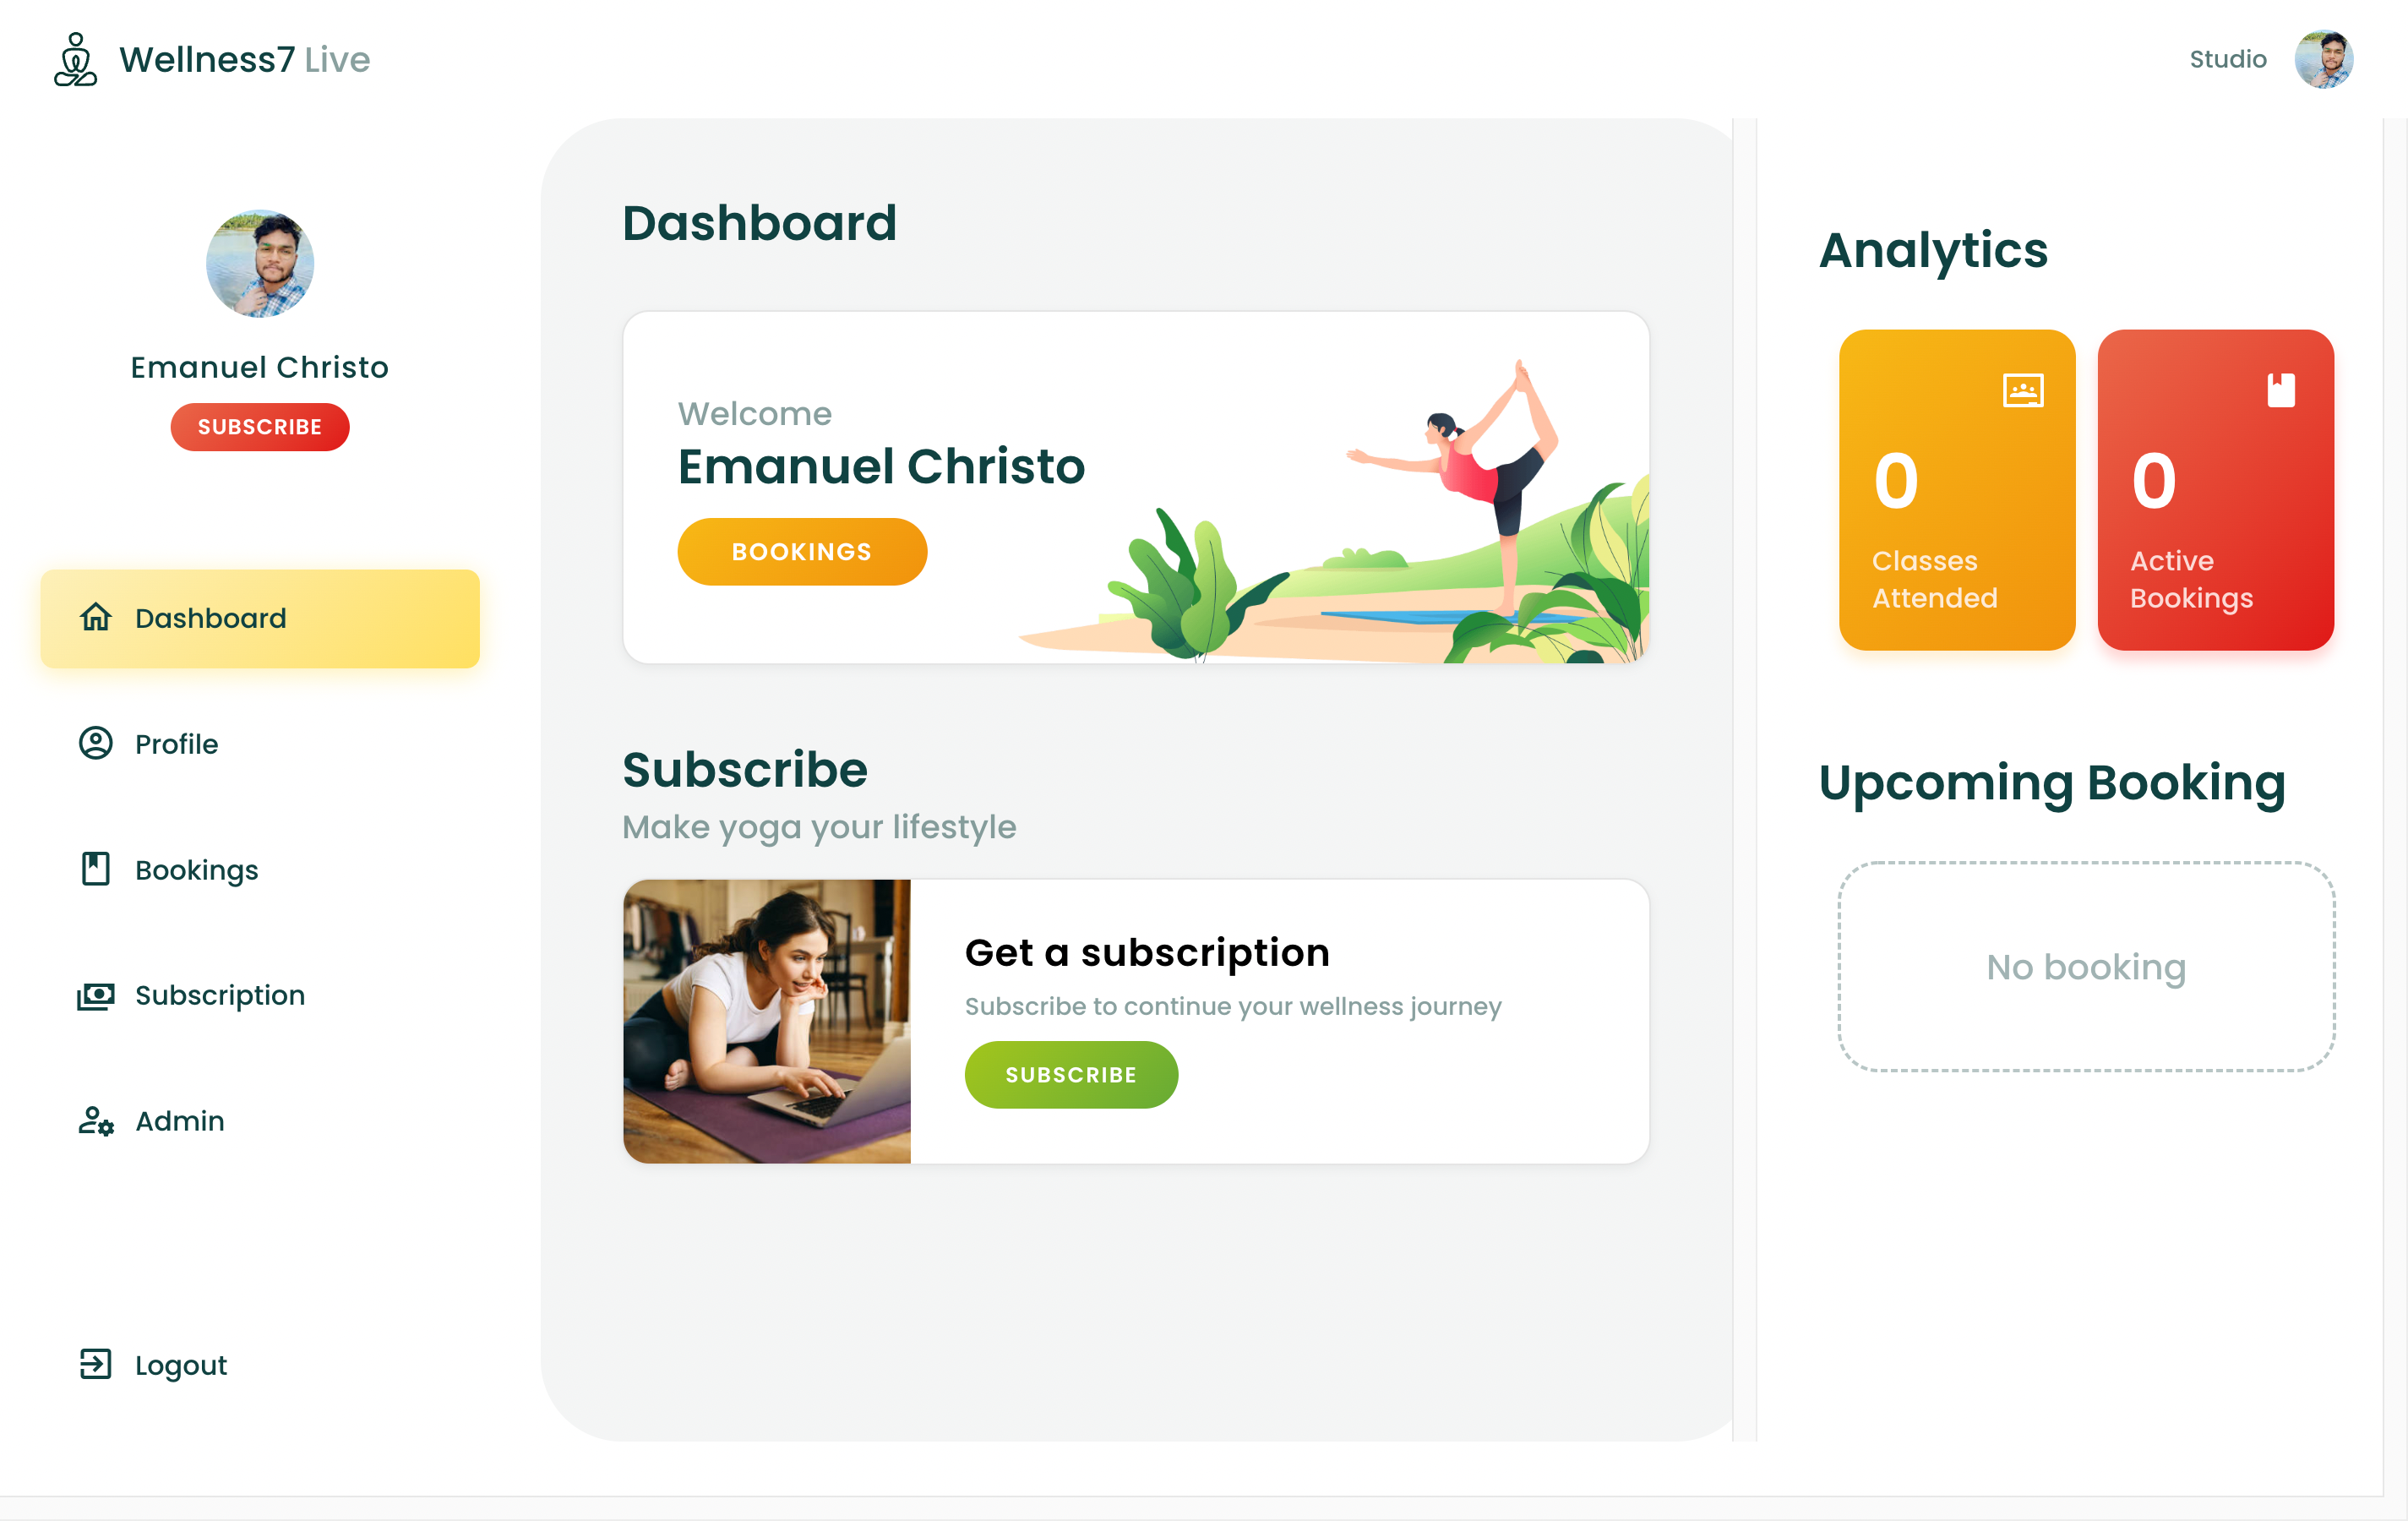 Wellness7 Live
Studio
Emanuel Christo
SUBSCRIBE
Dashboard
Profile
Bookings
Subscription
Admin
Logout
Dashboard
Welcome
Emanuel Christo
BOOKINGS
Subscribe
Make yoga your lifestyle
Get a subscription
Subscribe to continue your wellness journey
SUBSCRIBE
Analytics
0
Classes
Attended
0
Active
Bookings
Upcoming Booking
No booking